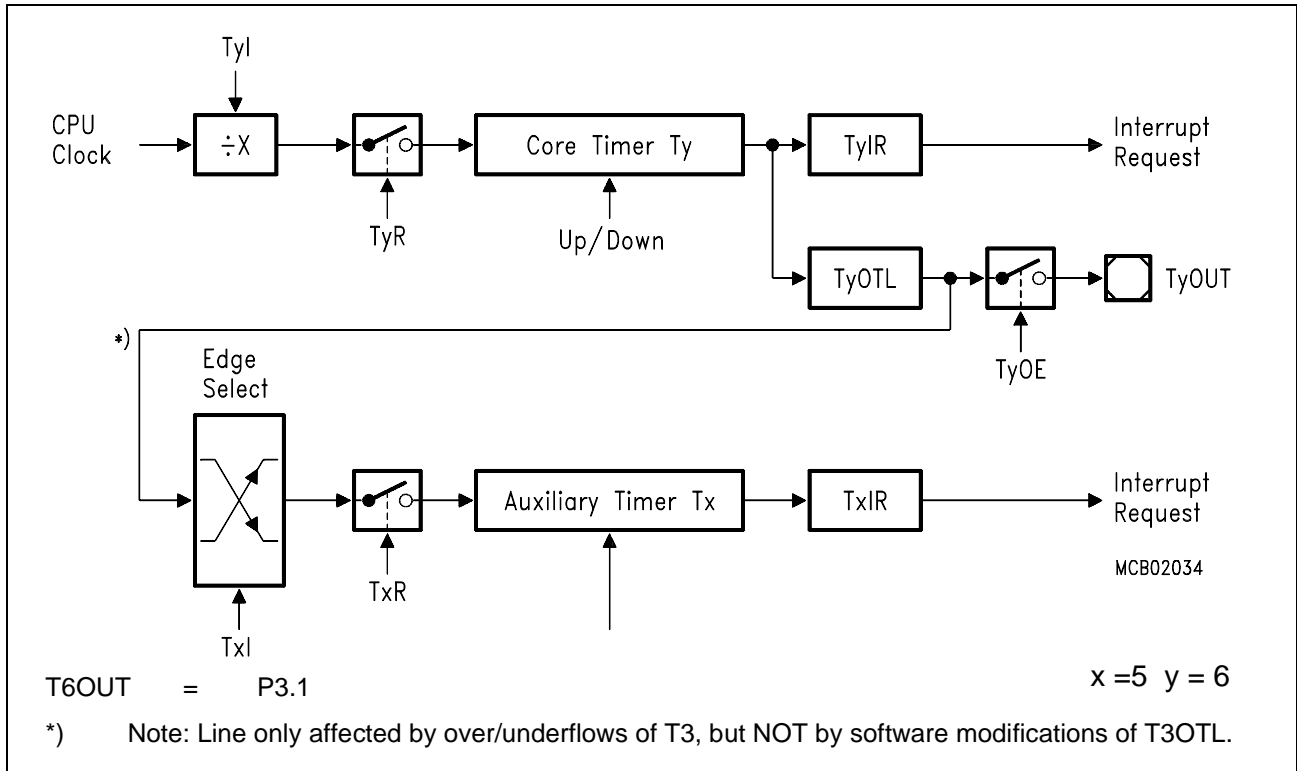 TyI
CPU
Clock
÷X
TyR
Core Timer Ty
Up/Down
TyIR
Interrupt
Request
TyOTL
TyOE
TyOUT
*)
Edge
Select
TxI
TxR
Auxiliary Timer Tx
TxIR
Interrupt
Request
MCB02034
T6OUT = P3.1
x =5 y = 6
*) Note: Line only affected by over/underflows of T3, but NOT by software modifications of T3OTL.